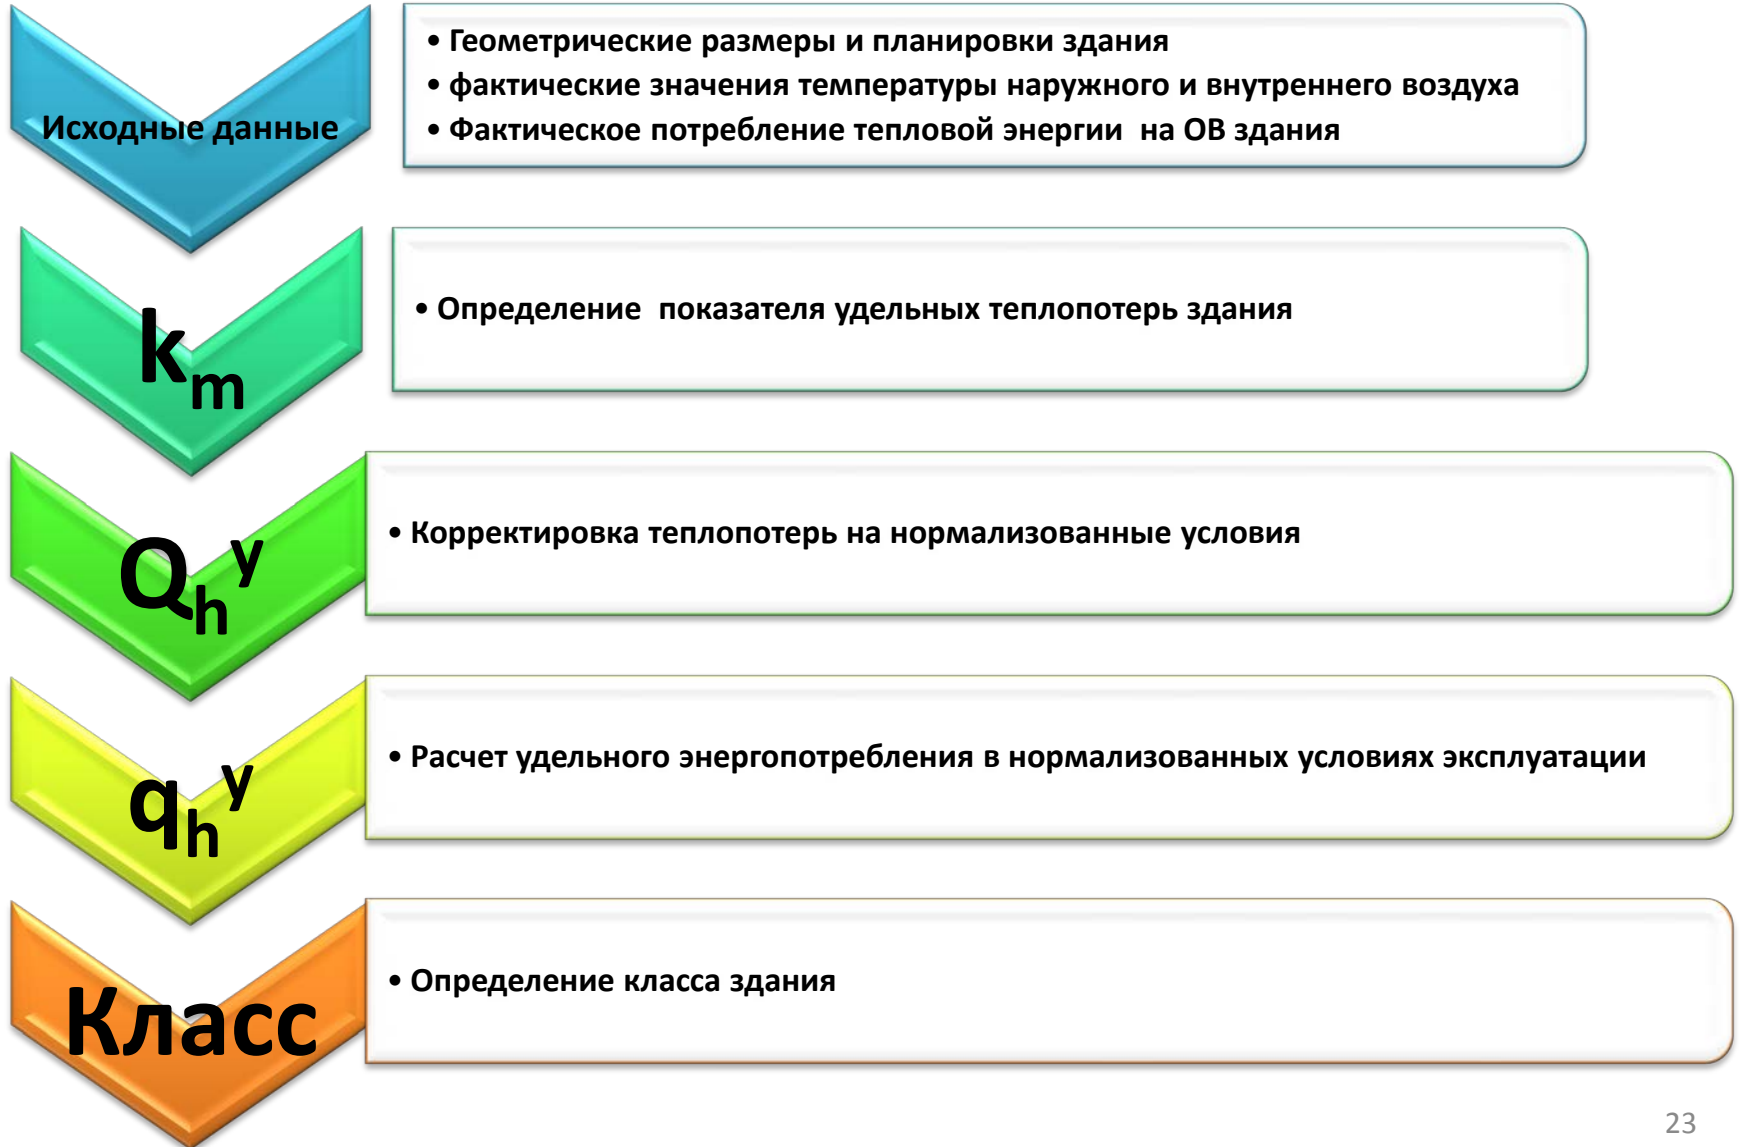 Исходные данные
• Геометрические размеры и планировки здания
• фактические значения температуры наружного и внутреннего воздуха
• Фактическое потребление тепловой энергии на ОВ здания
km
• Определение показателя удельных теплопотерь здания
Qhy
• Корректировка теплопотерь на нормализованные условия
qhy
• Расчет удельного энергопотребления в нормализованных условиях эксплуатации
Класс
• Определение класса здания
23